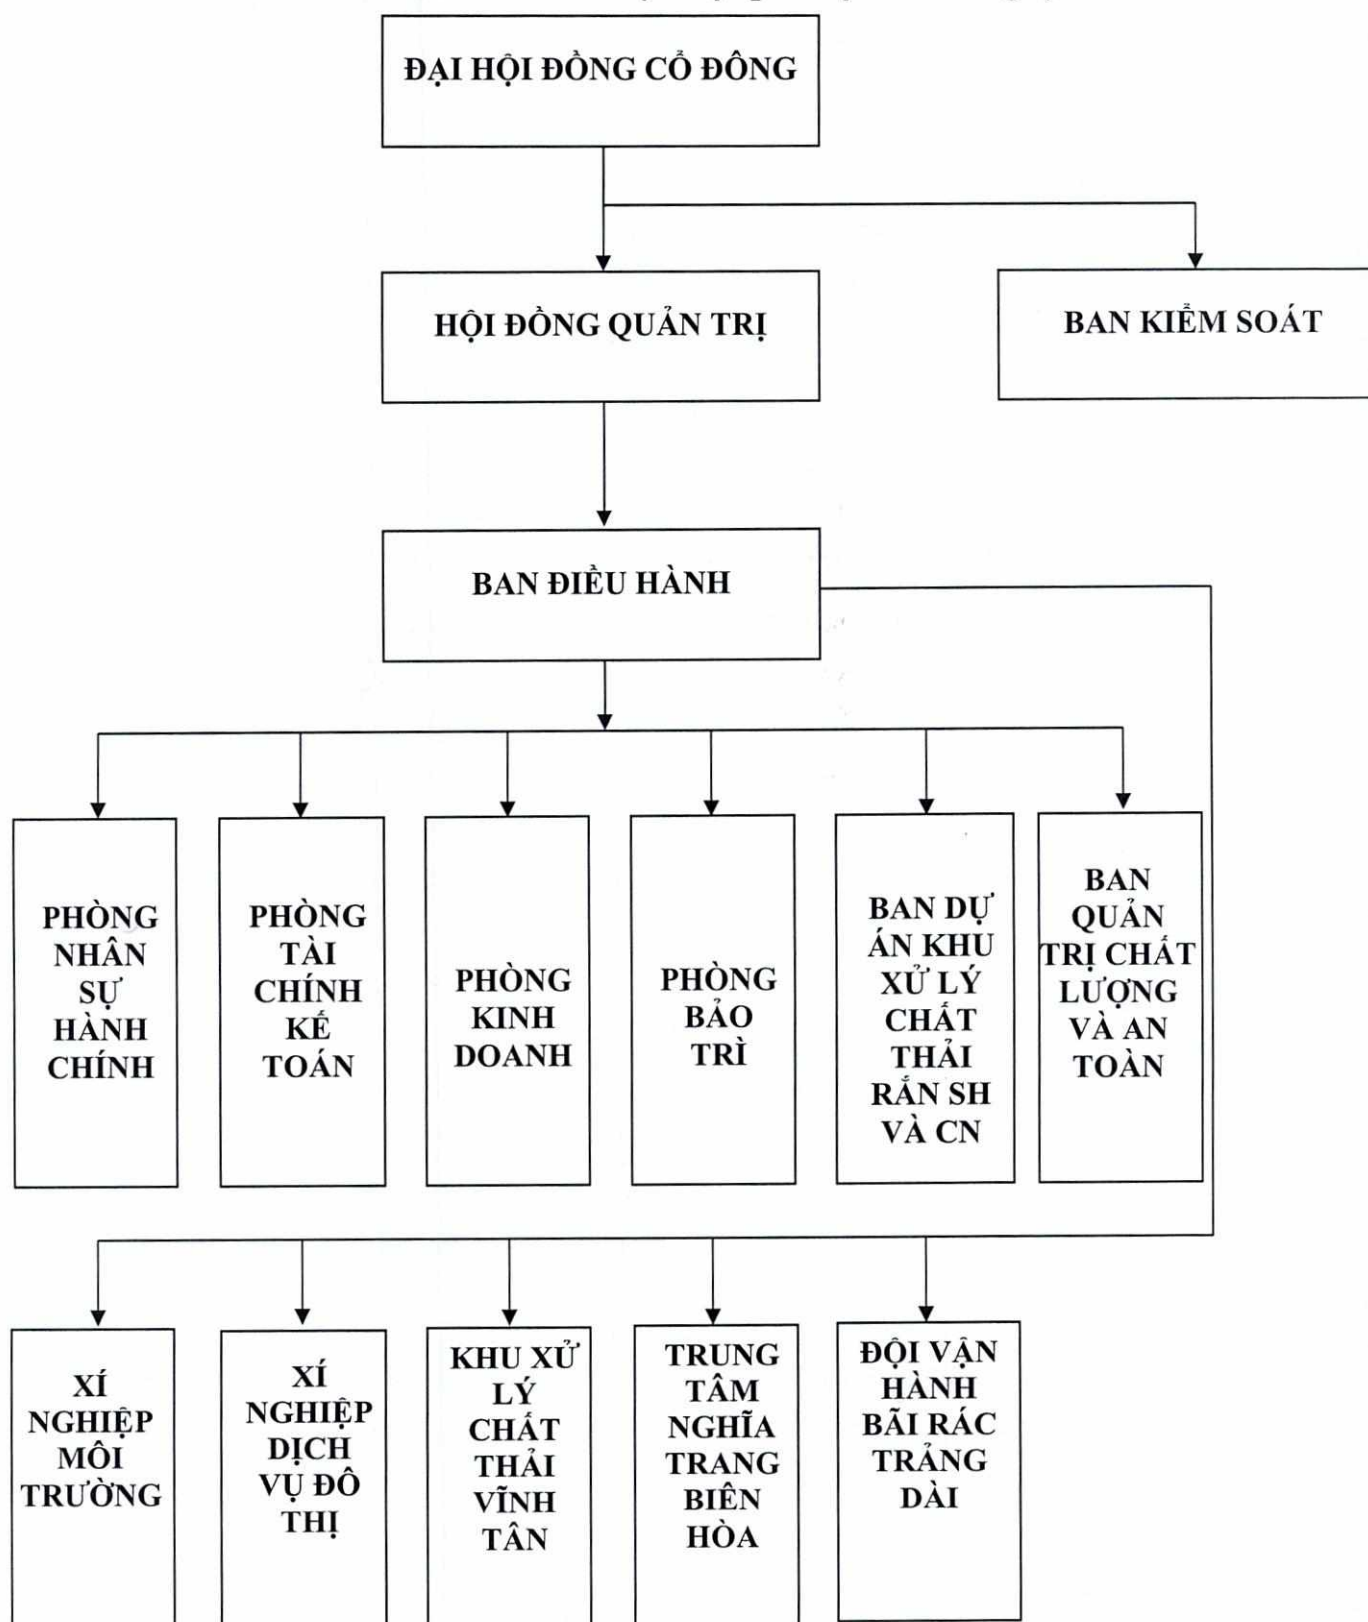 ĐẠI HỘI ĐỒNG CỔ ĐÔNG
HỘI ĐỒNG QUẢN TRỊ
BAN KIỂM SOÁT
BAN ĐIỀU HÀNH
PHÒNG
NHÂN
SỰ
HÀNH
CHÍNH
PHÒNG
TÀI
CHÍNH
KẾ
TOÁN
PHÒNG
KINH
DOANH
PHÒNG
BẢO
TRÌ
BAN DỰ
ÁN KHU
XỬ LÝ
CHẤT
THẢI
RẮN SH
VÀ CN
BAN
QUẢN
TRỊ CHẤT
LƯỢNG
VÀ AN
TOÀN
XÍ
NGHIỆP
MÔI
TRƯỜNG
XÍ
NGHIỆP
DỊCH
VỤ ĐÔ
THỊ
KHU XỬ
LÝ
CHẤT
THẢI
VĨNH
TÂN
TRUNG
TÂM
NGHĨA
TRANG
BIÊN
HÒA
ĐỘI VẬN
HÀNH
BÃI RÁC
TRẢNG
DÀI